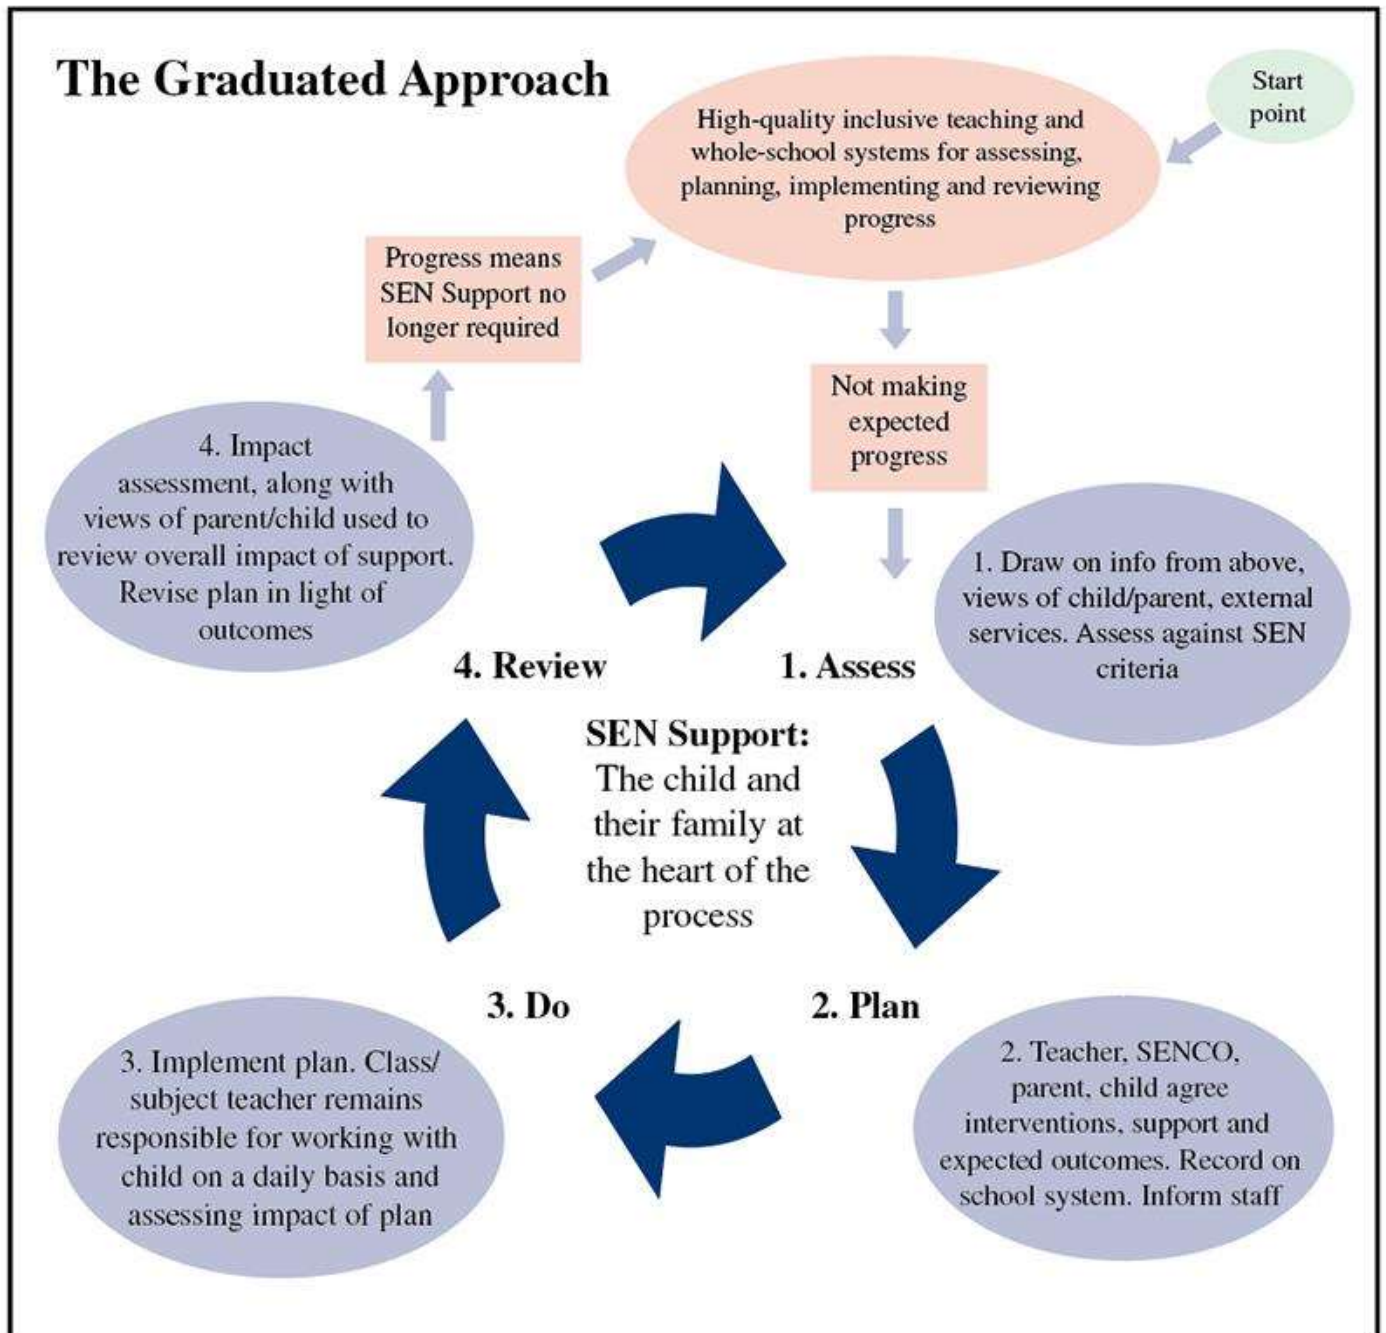 The Graduated Approach
Start
point
High-quality inclusive teaching and
whole-school systems for assessing,
planning, implementing and reviewing
progress
Progress means
SEN Support no
longer required
Not making
expected
progress
4. Impact
assessment, along with
views of parent/child used to
review overall impact of support.
Revise plan in light of
outcomes
1. Draw on info from above,
views of child/parent, external
services. Assess against SEN
criteria
4. Review
1. Assess
SEN Support:
The child and
their family at
the heart of the
process
3. Do
2. Plan
3. Implement plan. Class/
subject teacher remains
responsible for working with
child on a daily basis and
assessing impact of plan
2. Teacher, SENCO,
parent, child agree
interventions, support and
expected outcomes. Record on
school system. Inform staff